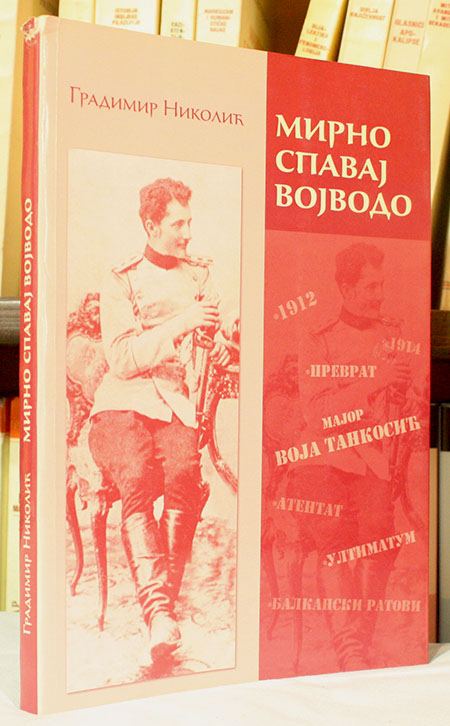 Градимир Николић
МИРНО
СПАВАЈ
ВОЈВОДО
1912
1914
ПРЕВРАТ
МАЈОР
ВОЈА ТАНКОСИЋ
АТЕНТАТ
УЛТИМАТУМ
БАЛКАНСКИ РАТОВИ
Градимир Николић МИРНО СПАВАЈ ВОЈВОДО